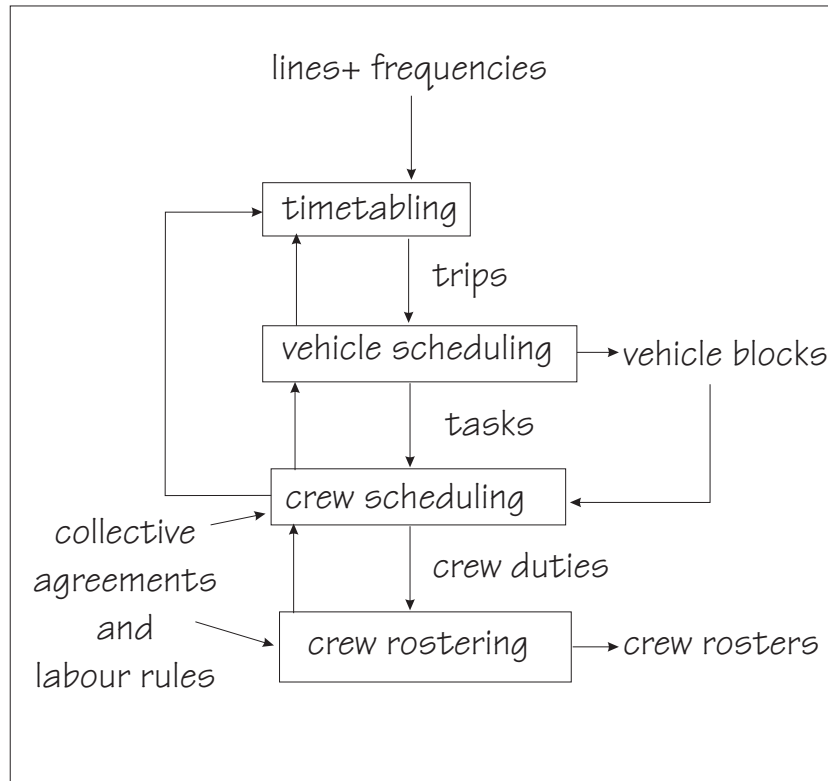 lines+ frequencies
timetabling
trips
vehicle scheduling
vehicle blocks
tasks
crew scheduling
collective
agreements
and
labour rules
crew duties
crew rostering
crew rosters